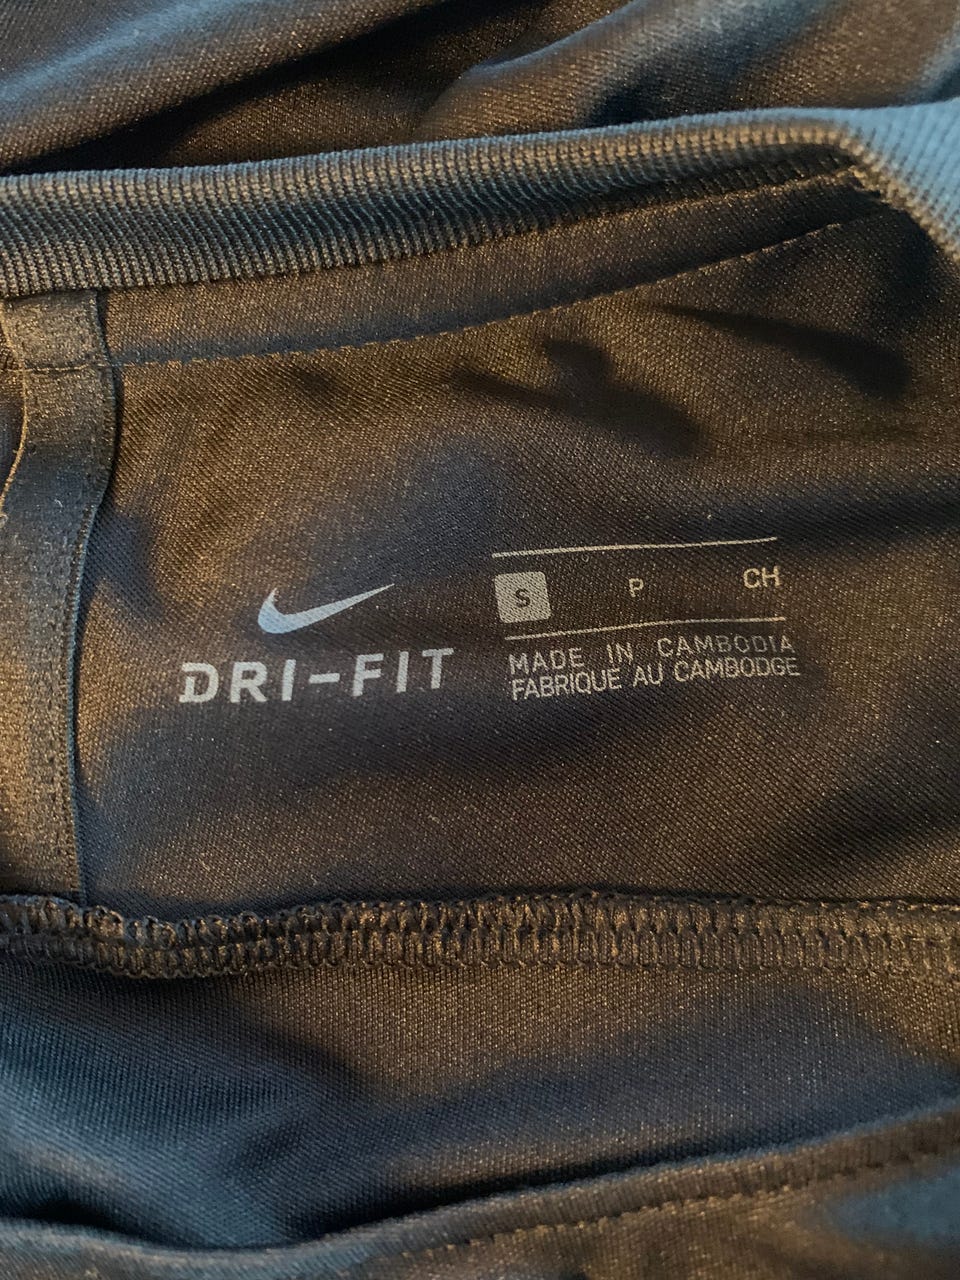 DRI-FIT
S P CH
MADE IN CAMBODIA
FABRIQUE AU CAMBODGE